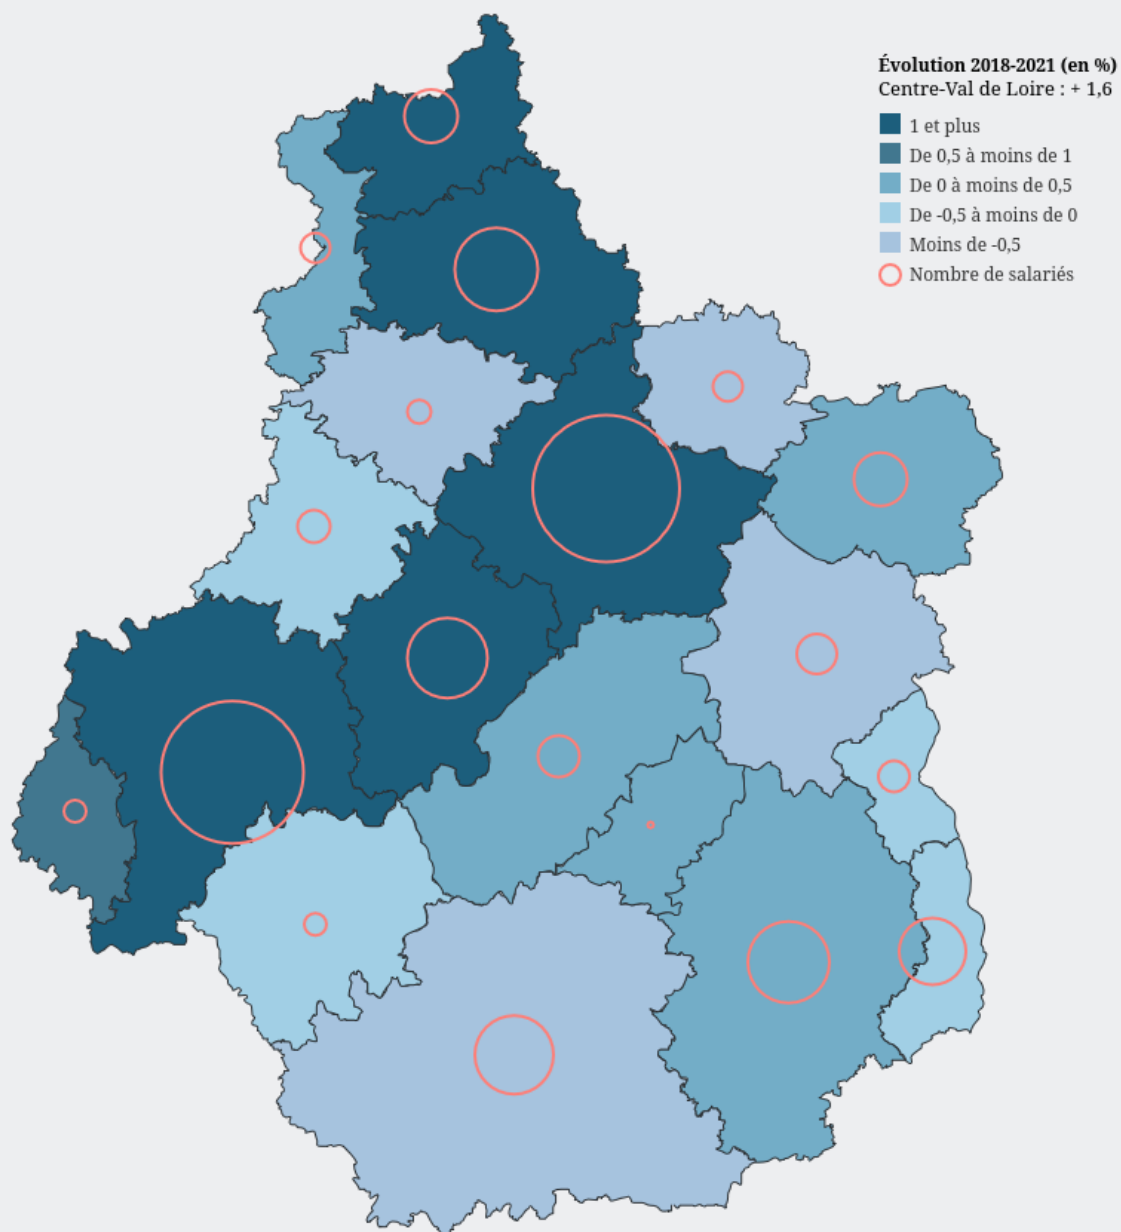 Évolution 2018-2021 (en %)
Centre-Val de Loire : + 1,6
1 et plus
De 0,5 à moins de 1
De 0 à moins de 0,5
De -0,5 à moins de 0
Moins de -0,5
Nombre de salariés